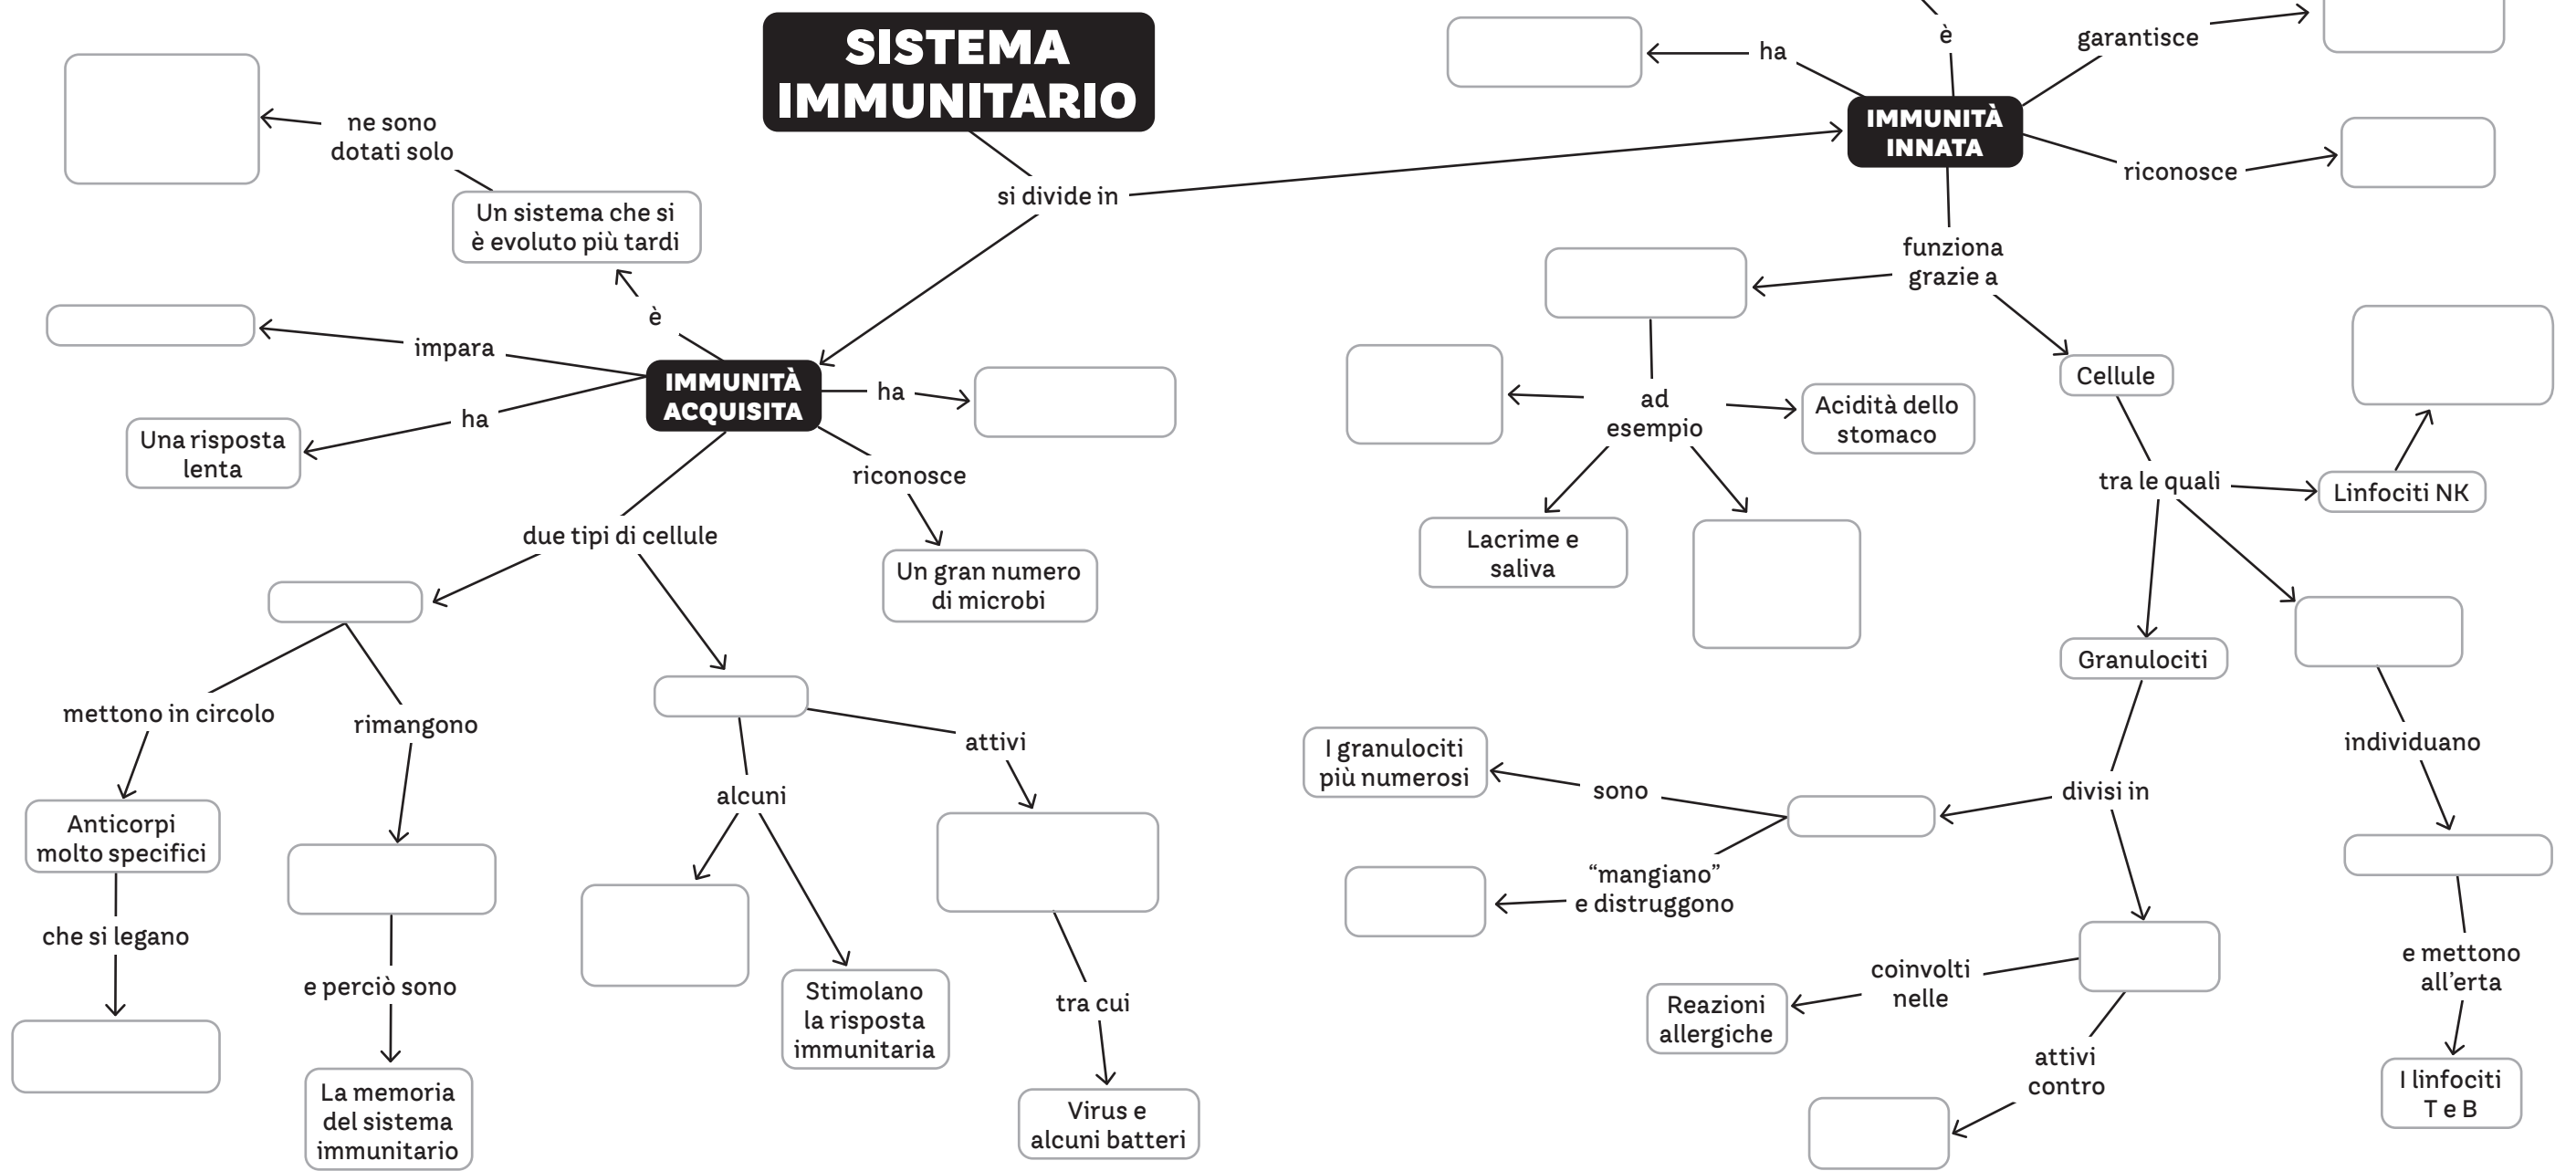 SISTEMA
IMMUNITARIO
si divide in
ne sono
dotati solo
Un sistema che si
è evoluto più tardi
è
impara
ha
Una risposta
lenta
IMMUNITÀ
ACQUISITA
ha
riconosce
Un gran numero
di microbi
due tipi di cellule
mettono in circolo
rimangono
Anticorpi
molto specifici
che si legano
e perciò sono
La memoria
del sistema
immunitario
alcuni
attivi
Stimolano
la risposta
immunitaria
tra cui
Virus e
alcuni batteri
ha
è
garantisce
IMMUNITÀ
INNATA
riconosce
funziona
grazie a
ad
esempio
Acidità dello
stomaco
Lacrime e
saliva
Cellule
tra le quali
Linfociti NK
Granulociti
individuano
divisi in
sono
I granulociti
più numerosi
“mangiano”
e distruggono
coinvolti
nelle
Reazioni
allergiche
attivi
contro
e mettono
all’erta
I linfociti
T e B